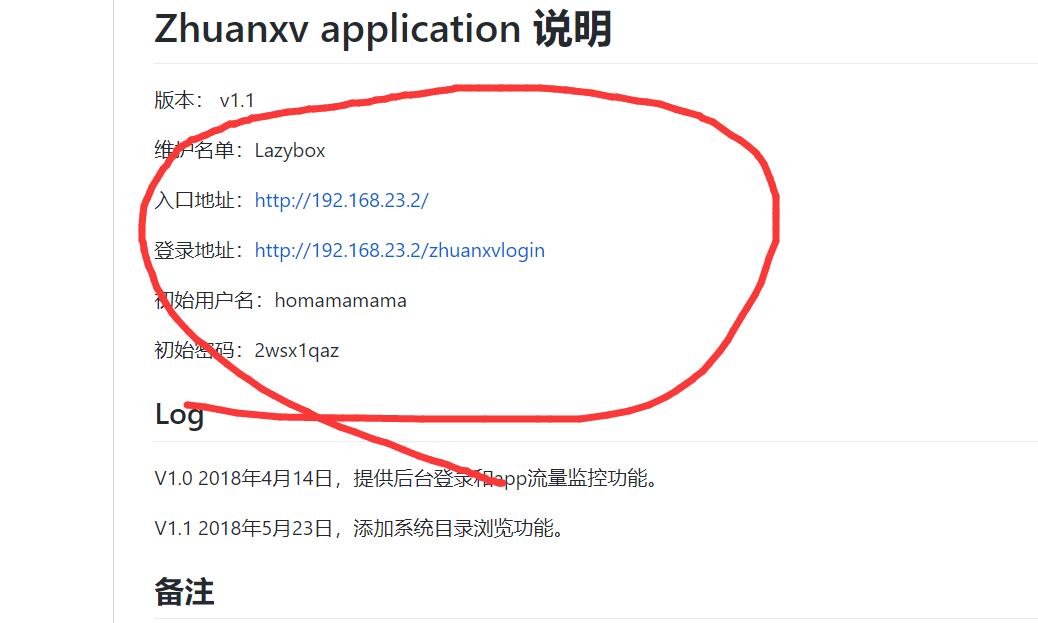 Zhuanxv application 说明
版本： v1.1
维护名单：Lazybox
入口地址：http://192.168.23.2/
登录地址：http://192.168.23.2/zhuanxvlogin
初始用户名：homamamama
初始密码：2wsx1qaz
Log
V1.0 2018年4月14日，提供后台登录和app流量监控功能。
V1.1 2018年5月23日，添加系统目录浏览功能。
备注